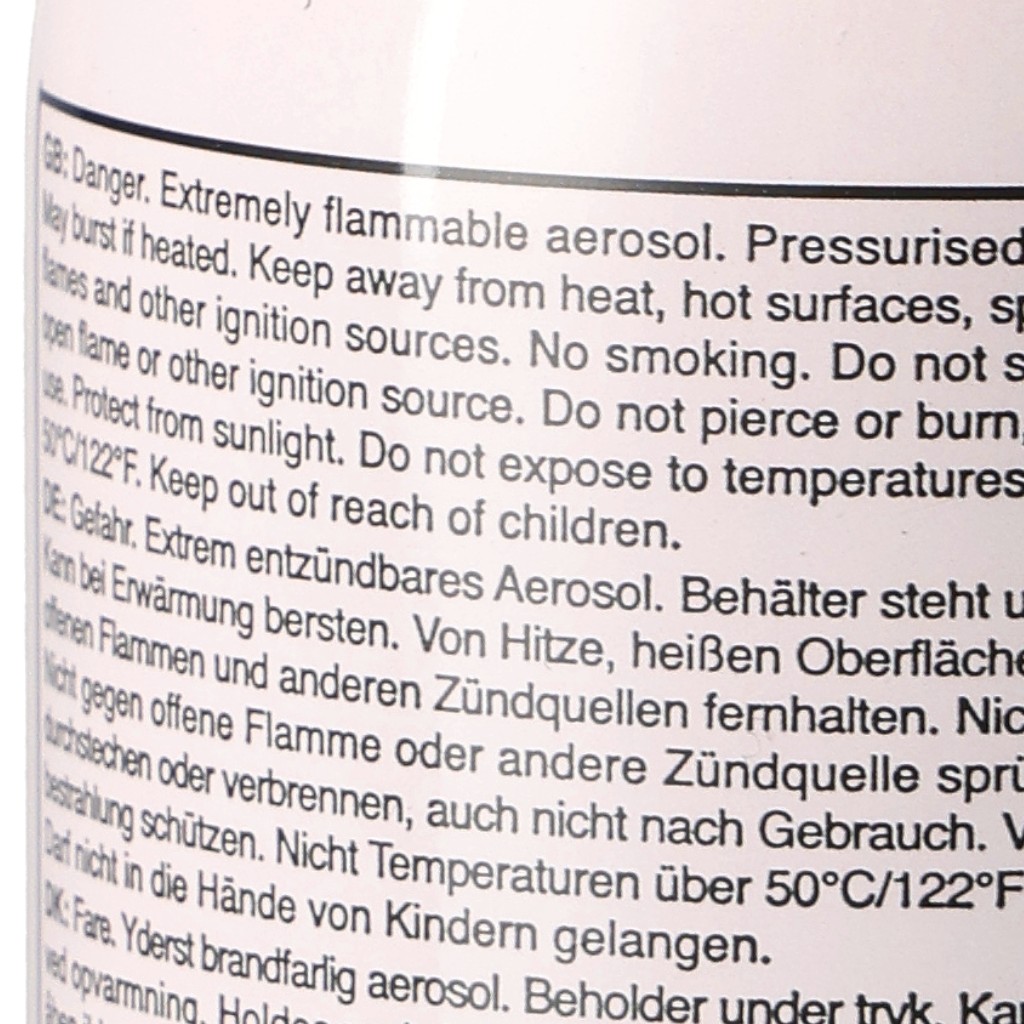 GB: Danger. Extremely flammable aerosol. Pressurised
May burst if heated. Keep away from heat, hot surfaces,
flames and other ignition sources. No smoking. Do not
open flame or other ignition source. Do not pierce or burn,
use. Protect from sunlight. Do not expose to temperatures
50°C/122°F. Keep out of reach of children.
DE: Gefahr. Extrem entzündbares Aerosol. Behälter steht
Kann bei Erwärmung bersten. Von Hitze, heißen
offenen Flammen und anderen Zündquellen fernhalten.
Nicht gegen offene Flamme oder andere Zündquelle
durchstechen oder verbrennen, auch nicht nach Gebrauch.
bestrahlung schützen. Nicht Temperaturen über 50°C/122°F
Darf nicht in die Hände von Kindern gelangen.
DK: Fare. Yderst brandfarlig aerosol. Beholder under tryk.
ved opvarmning.